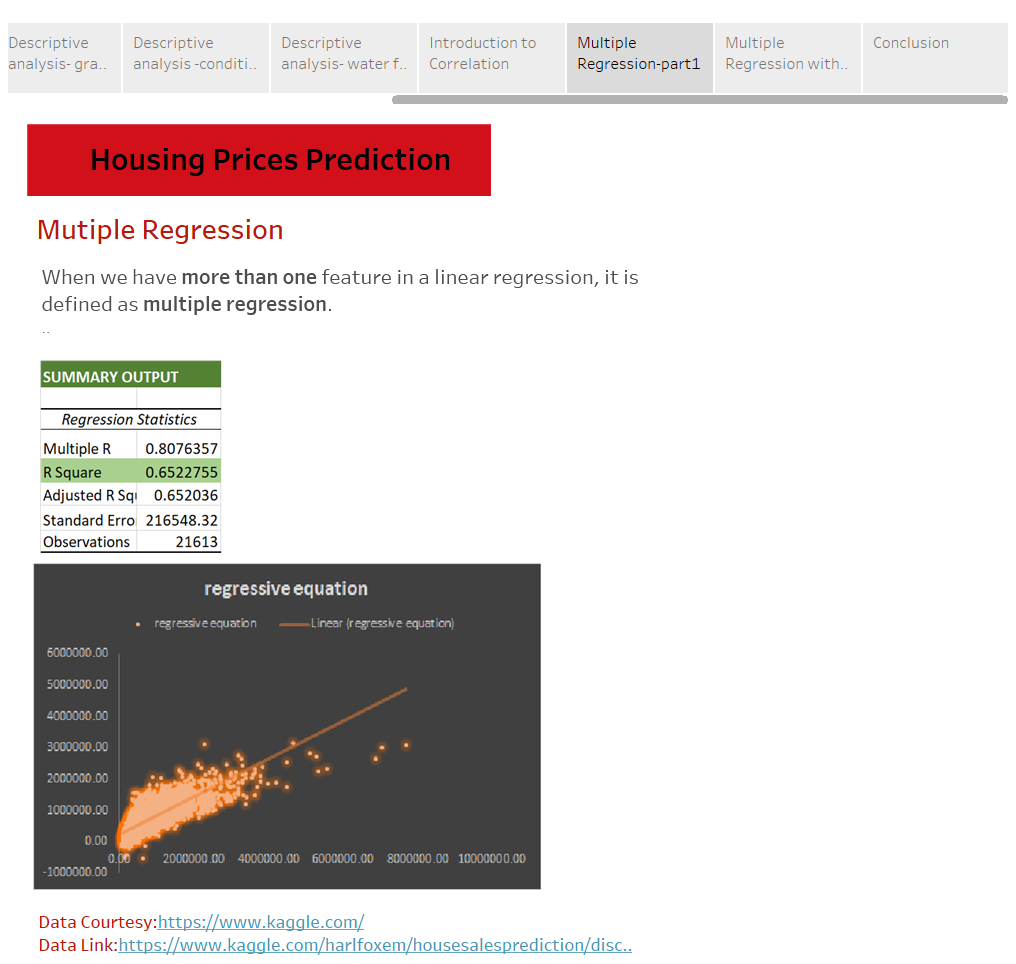 Descriptive
analysis- gra..
Descriptive
analysis -conditi..
Descriptive
analysis- water f..
Introduction to
Correlation
Multiple
Regression-part1
Multiple
Regression with..
Conclusion
Housing Prices Prediction
Mutiple Regression
When we have more than one feature in a linear regression, it is
defined as multiple regression.
..
SUMMARY OUTPUT
Regression Statistics
Multiple R 0.8076357
R Square 0.6522755
Adjusted R Squ 0.652036
Standard Erro 216548.32
Observations 21613
regressive equation
regressive equation Linear (regressive equation)
6000000.00
5000000.00
4000000.00
3000000.00
2000000.00
1000000.00
0.00
0.00 2000000.00 4000000.00 6000000.00 8000000.00 10000000.00
-1000000.00
Data Courtesy:https://www.kaggle.com/
Data Link:https://www.kaggle.com/harlfoxem/housesalesprediction/disc..